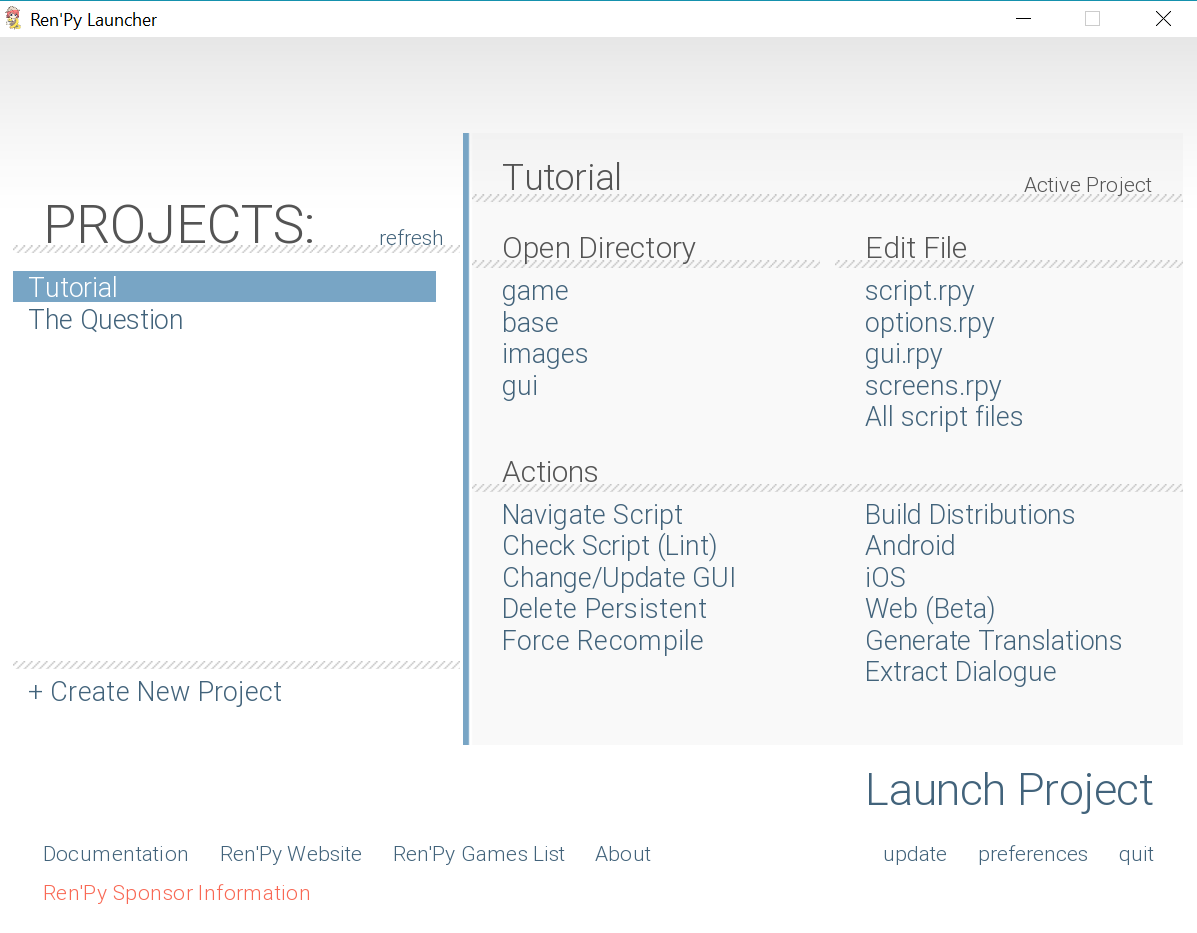 Ren'Py Launcher
PROJECTS:
refresh
Tutorial
The Question
+ Create New Project
Tutorial
Active Project
Open Directory
game
base
images
gui
Edit File
script.rpy
options.rpy
gui.rpy
screens.rpy
All script files
Actions
Navigate Script
Check Script (Lint)
Change/Update GUI
Delete Persistent
Force Recompile
Build Distributions
Android
iOS
Web (Beta)
Generate Translations
Extract Dialogue
Launch Project
Documentation Ren'Py Website Ren'Py Games List About
update preferences quit
Ren'Py Sponsor Information